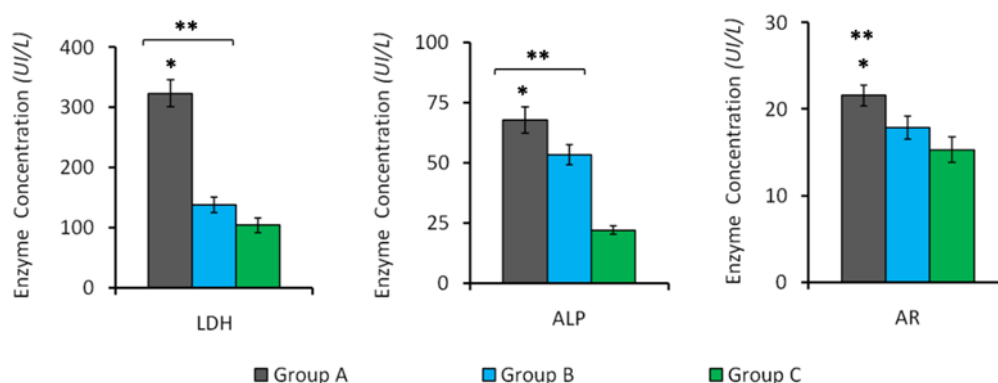 Enzyme Concentration (UI/L)
400
300
200
100
0
**
*
LDH
Enzyme Concentration (UI/L)
100
75
50
25
0
**
*
ALP
Enzyme Concentration (UI/L)
30
20
10
0
**
*
AR
Group A
Group B
Group C